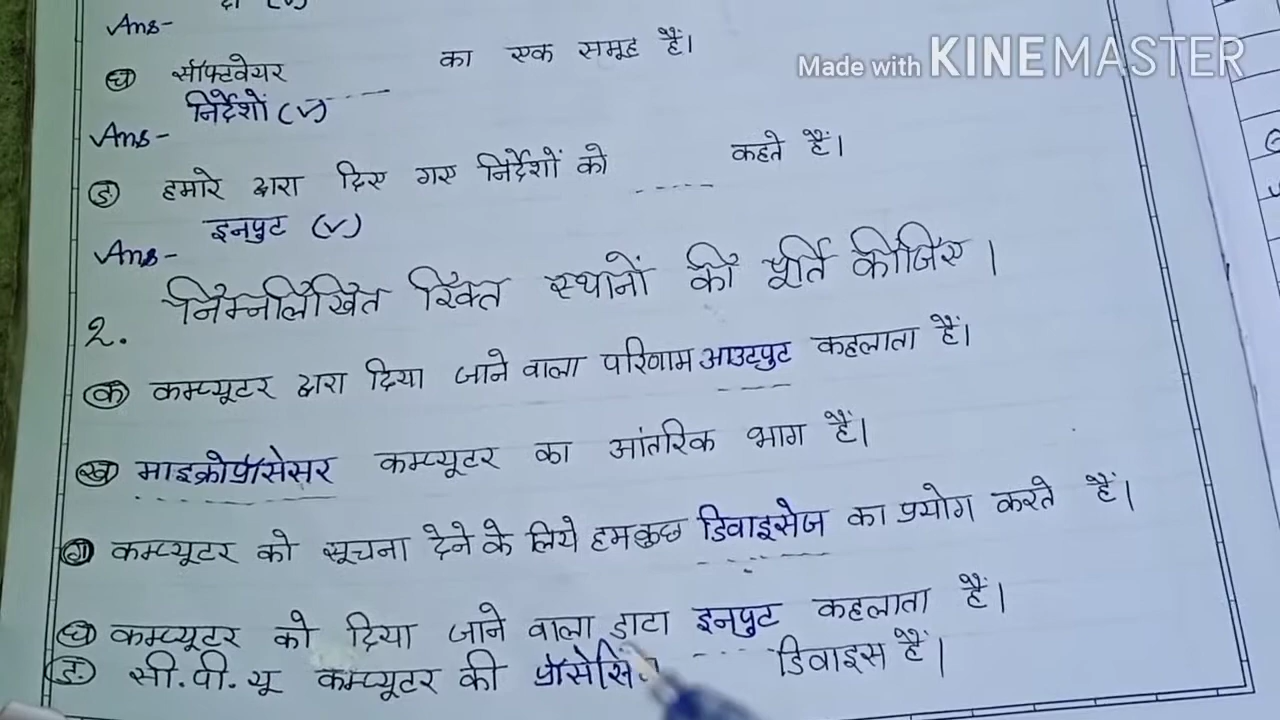 Ans-
Made with KINEMASTER
घ सॉफ्टवेयर ---- का एक समूह है।
Ans- निर्देशों (✓)
ङ हमारे द्वारा दिए गए निर्देशों को ---- कहते हैं।
Ans- इनपुट (✓)
2. निम्नलिखित रिक्त स्थानों की पूर्ति कीजिए।
क कम्प्यूटर द्वारा दिया जाने वाला परिणाम आउटपुट कहलाता है।
ख माइक्रोप्रॉसेसर कम्प्यूटर का आंतरिक भाग है।
ग कम्प्यूटर को सूचना देने के लिये हम कुछ डिवाइसेज का प्रयोग करते हैं।
घ कम्प्यूटर को दिया जाने वाला डाटा इनपुट कहलाता है।
ङ सी.पी.यू कम्प्यूटर की ---- डिवाइस है।